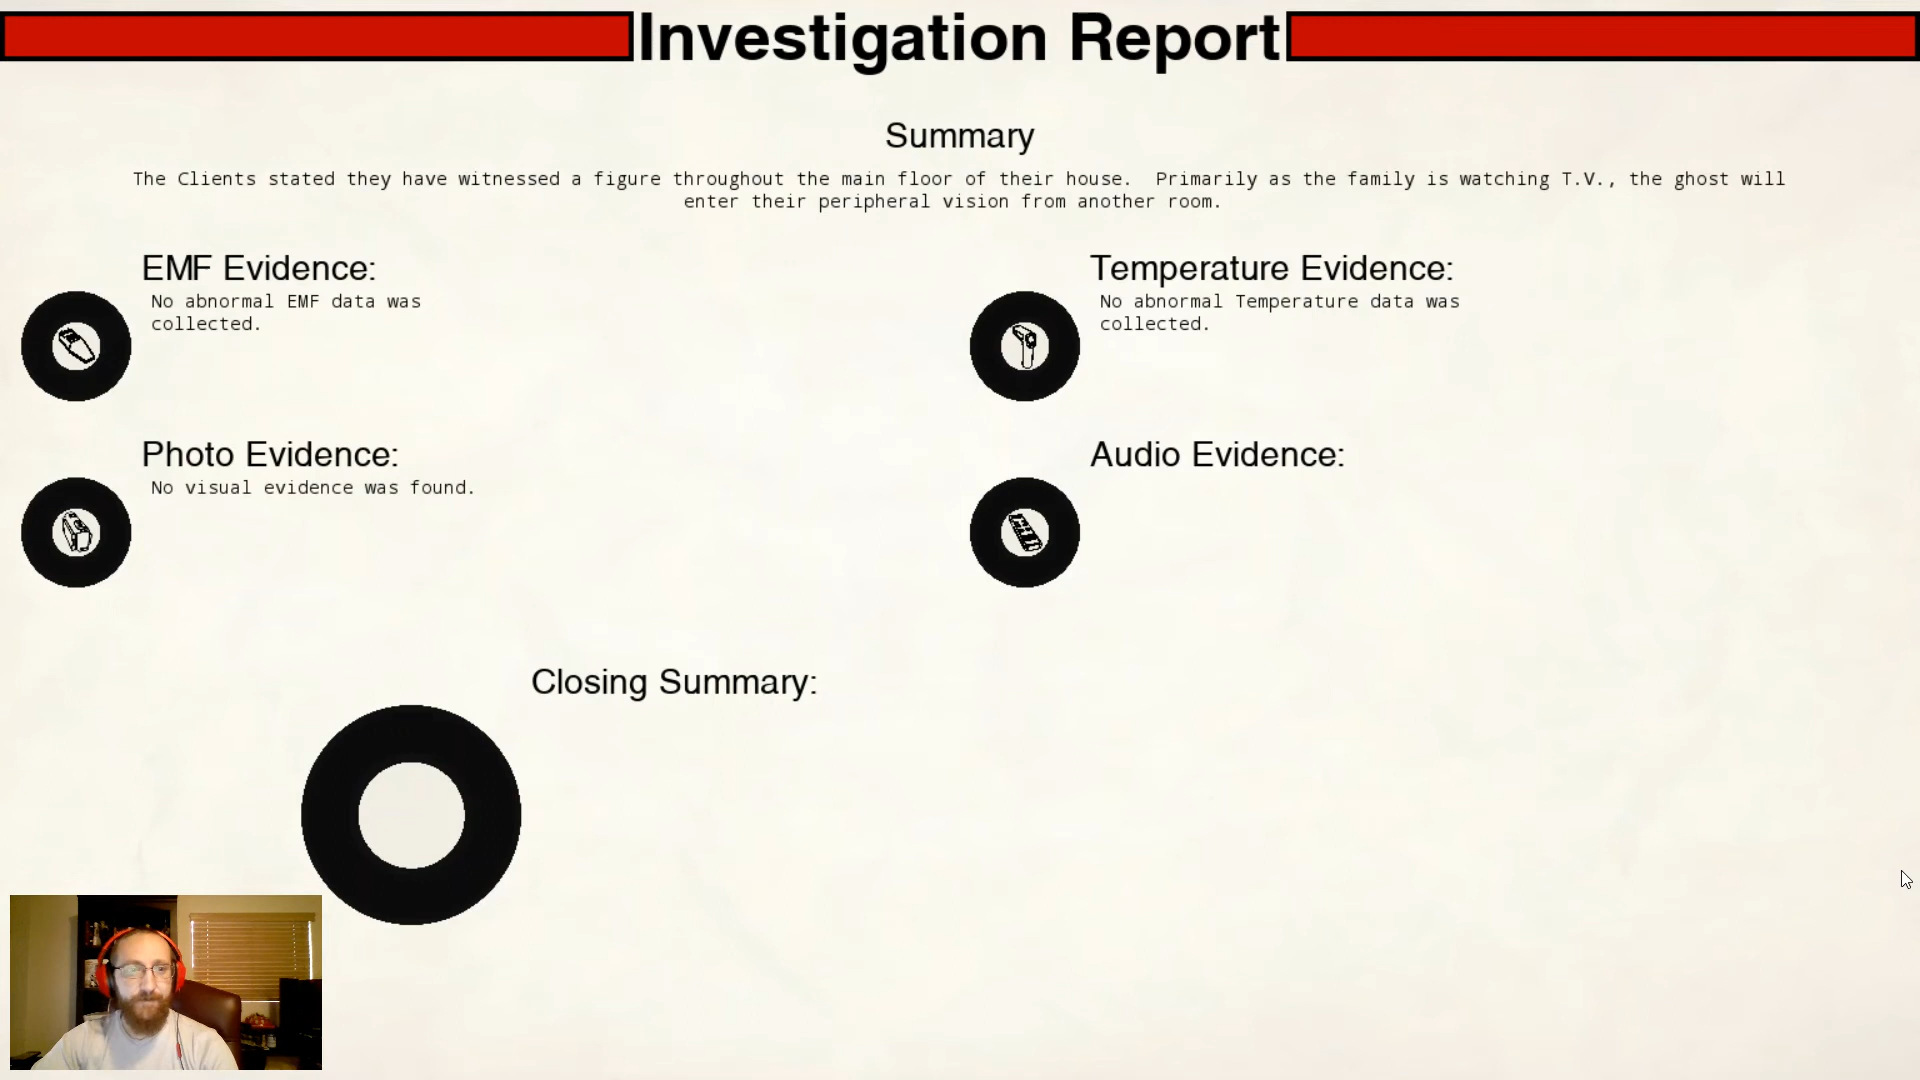 Investigation Report
Summary
The Clients stated they have witnessed a figure throughout the main floor of their house.  Primarily as the family is watching T.V., the ghost will
enter their peripheral vision from another room.
EMF Evidence:
No abnormal EMF data was
collected.
Temperature Evidence:
No abnormal Temperature data was
collected.
Photo Evidence:
No visual evidence was found.
Audio Evidence:
Closing Summary: